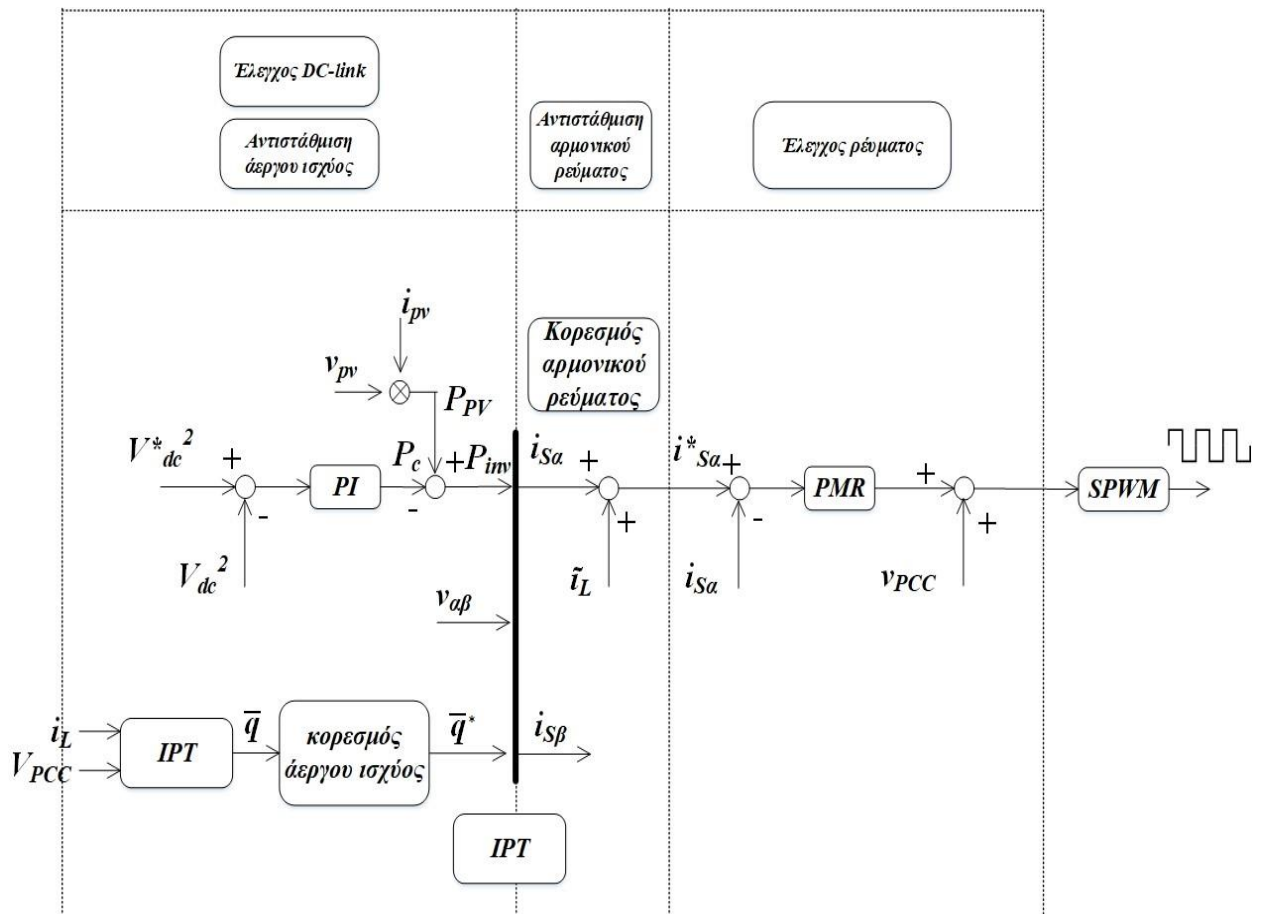 Έλεγχος DC-link
Αντιστάθμιση
άεργου ισχύος
Αντιστάθμιση
αρμονικού
ρεύματος
Έλεγχος ρέυματος
i_pv
v_pv
P_PV
Κορεσμός
αρμονικού
ρεύματος
V*_dc^2
+
-
PI
P_c
-
+
P_inv
i_Sα
+
+
i*_Sα
+
-
PMR
+
+
SPWM
V_dc^2
ĩ_L
i_Sα
v_PCC
v_αβ
i_L
V_PCC
IPT
q̅
κορεσμός
άεργου ισχύος
q̅*
i_Sβ
IPT